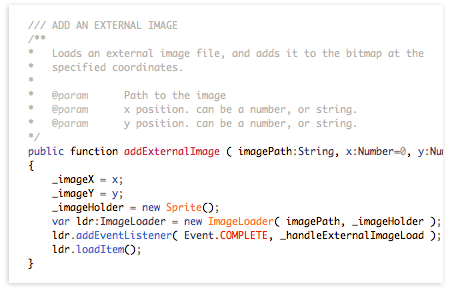 /// ADD AN EXTERNAL IMAGE
/**
*   Loads an external image file, and adds it to the bitmap at the
*   specified coordinates.
*
*   @param     Path to the image
*   @param     x position. can be a number, or string.
*   @param     y position. can be a number, or string.
*/
public function addExternalImage ( imagePath:String, x:Number=0, y:Nu
{
    _imageX = x;
    _imageY = y;
    _imageHolder = new Sprite();
    var ldr:ImageLoader = new ImageLoader( imagePath, _imageHolder );
    ldr.addEventListener( Event.COMPLETE, _handleExternalImageLoad );
    ldr.loadItem();
}